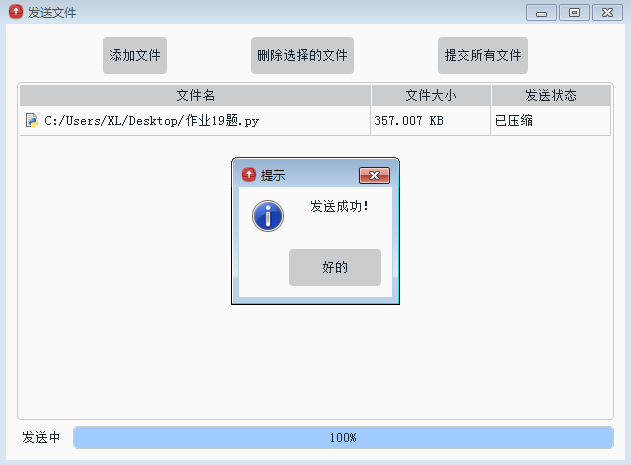 发送文件
添加文件 删除选择的文件 提交所有文件
文件名 文件大小 发送状态
C:/Users/XL/Desktop/作业19题.py 357.007 KB 已压缩
提示
发送成功!
好的
发送中 100%